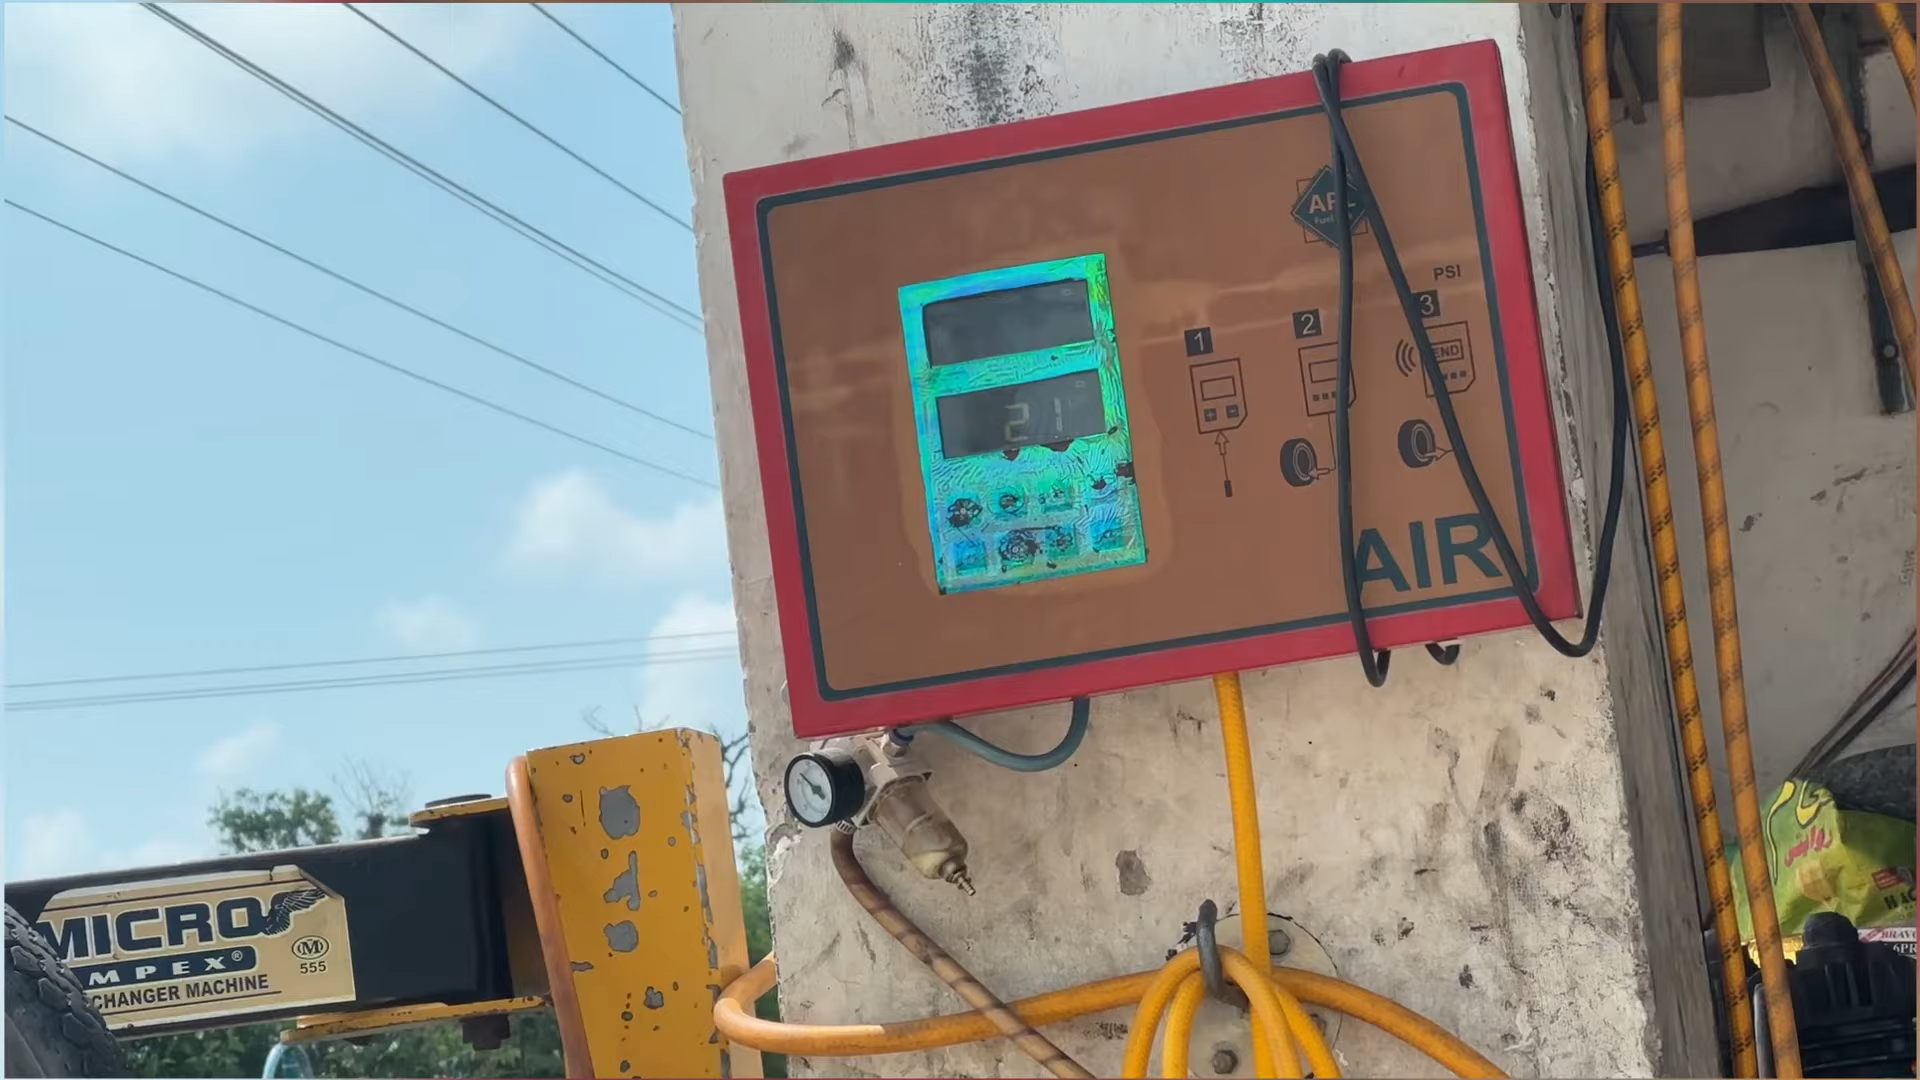 PSI
1
2
3
END
21
AIR
MICRO
MPEX®
M
555
CHANGER MACHINE